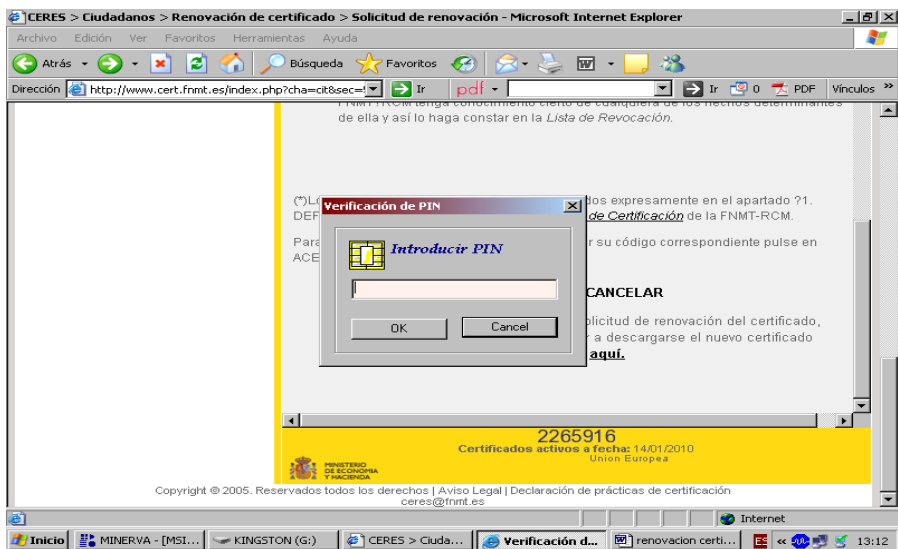 CERES > Ciudadanos > Renovación de certificado > Solicitud de renovación - Microsoft Internet Explorer
Archivo Edición Ver Favoritos Herramientas Ayuda
Atrás Búsqueda Favoritos
Dirección http://www.cert.fnmt.es/index.php?cha=cit&sec= Ir pdf Ir 0 PDF Vínculos »
FNMT-RCM tenga conocimiento cierto de cualquiera de los hechos determinantes
de ella y así lo haga constar en la Lista de Revocación.
dos expresamente en el apartado ?1.
DEF de Certificación de la FNMT-RCM.
Para r su código correspondiente pulse en
ACE
Verificación de PIN
Introducir PIN
OK Cancel
CANCELAR
olicitud de renovación del certificado,
r a descargarse el nuevo certificado
aquí.
2265916
Certificados activos a fecha: 14/01/2010
Union Europea
MINISTERIO
DE ECONOMIA
Y HACIENDA
Copyright © 2005. Reservados todos los derechos | Aviso Legal | Declaración de prácticas de certificación
ceres@fnmt.es
Internet
Inicio MINERVA - [MSI... KINGSTON (G:) CERES > Ciuda... Verificación d... renovacion certi... ES « 13:12